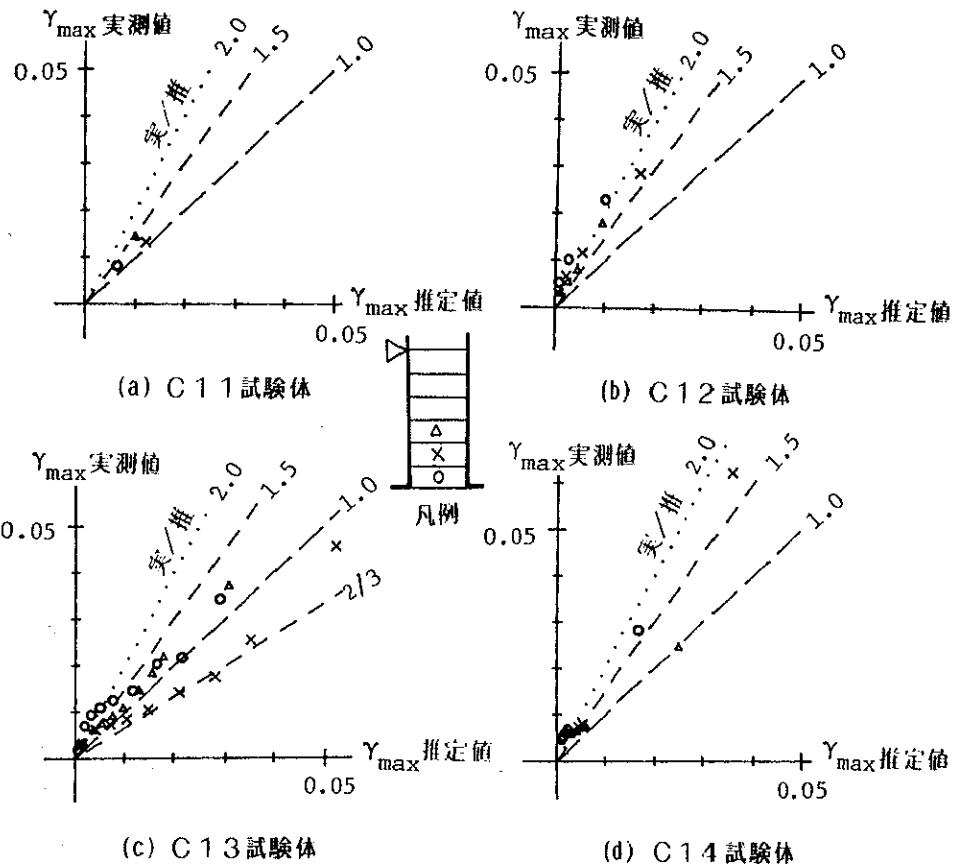 γmax 実測値
0.05
実/推
2.0
1.5
1.0
γmax 推定値
0.05
(a) C11試験体
γmax 実測値
0.05
実/推
2.0
1.5
1.0
γmax 推定値
0.05
(b) C12試験体
凡例
γmax 実測値
0.05
実/推
2.0
1.5
1.0
2/3
γmax 推定値
0.05
(c) C13試験体
γmax 実測値
0.05
実/推
2.0
1.5
1.0
γmax 推定値
0.05
(d) C14試験体